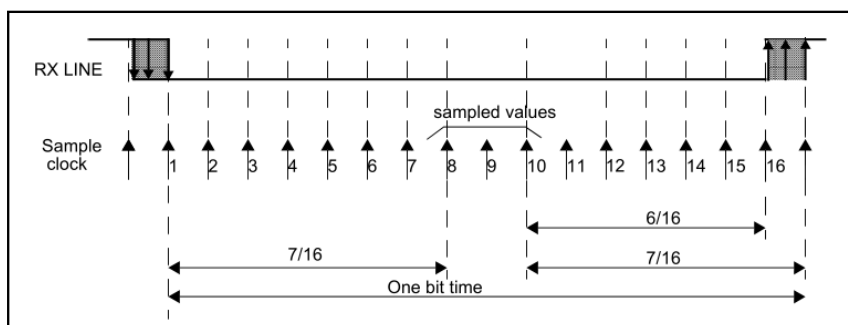 RX LINE
sampled values
Sample
clock
1 2 3 4 5 6 7 8 9 10 11 12 13 14 15 16
6/16
7/16 7/16
One bit time